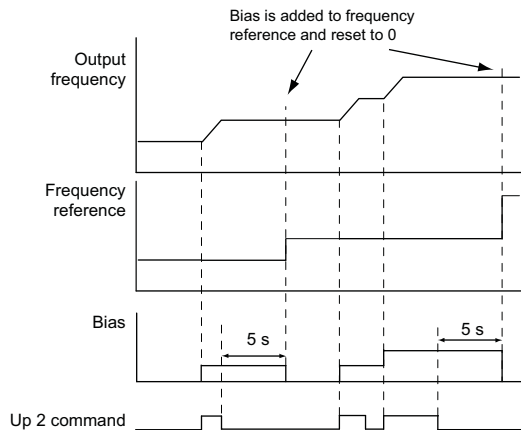 Bias is added to frequency
reference and reset to 0
Output
frequency
Frequency
reference
Bias
5 s
5 s
Up 2 command